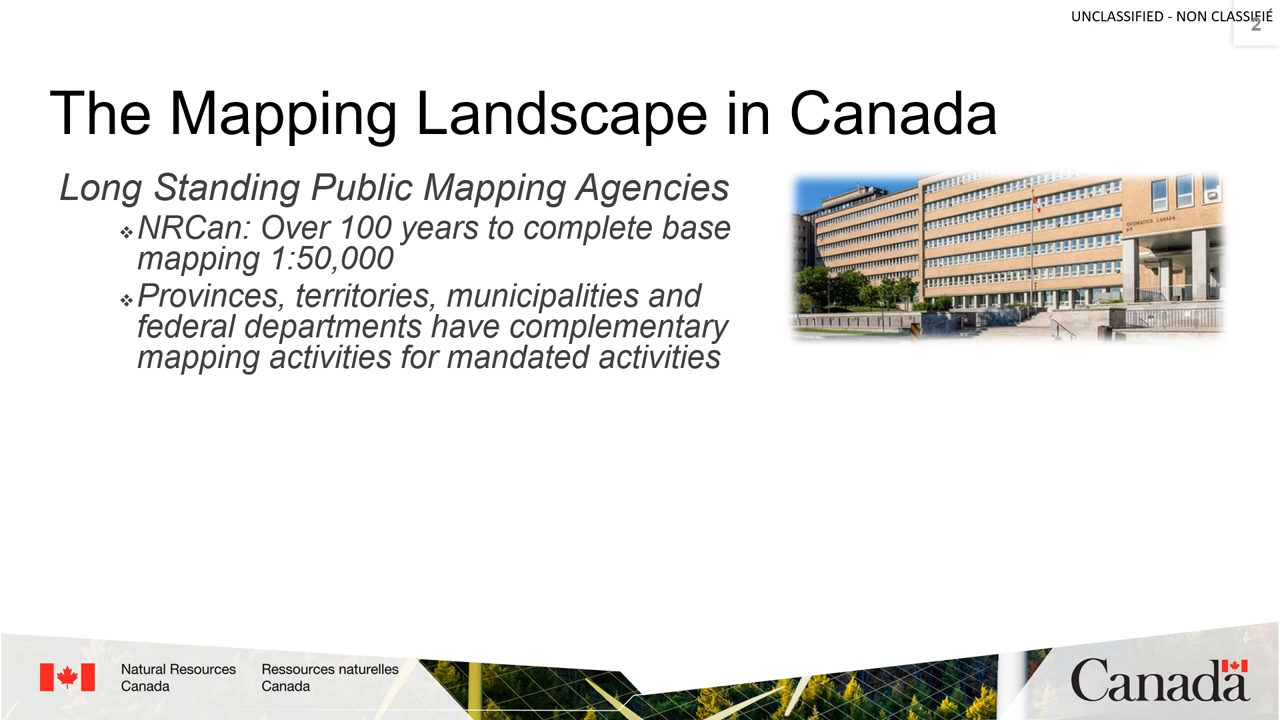 UNCLASSIFIED - NON CLASSIFIÉ
2
The Mapping Landscape in Canada
Long Standing Public Mapping Agencies
❖NRCan: Over 100 years to complete base
mapping 1:50,000
❖Provinces, territories, municipalities and
federal departments have complementary
mapping activities for mandated activities
GEOMATICS CANADA
Natural Resources
Canada
Ressources naturelles
Canada
Canada